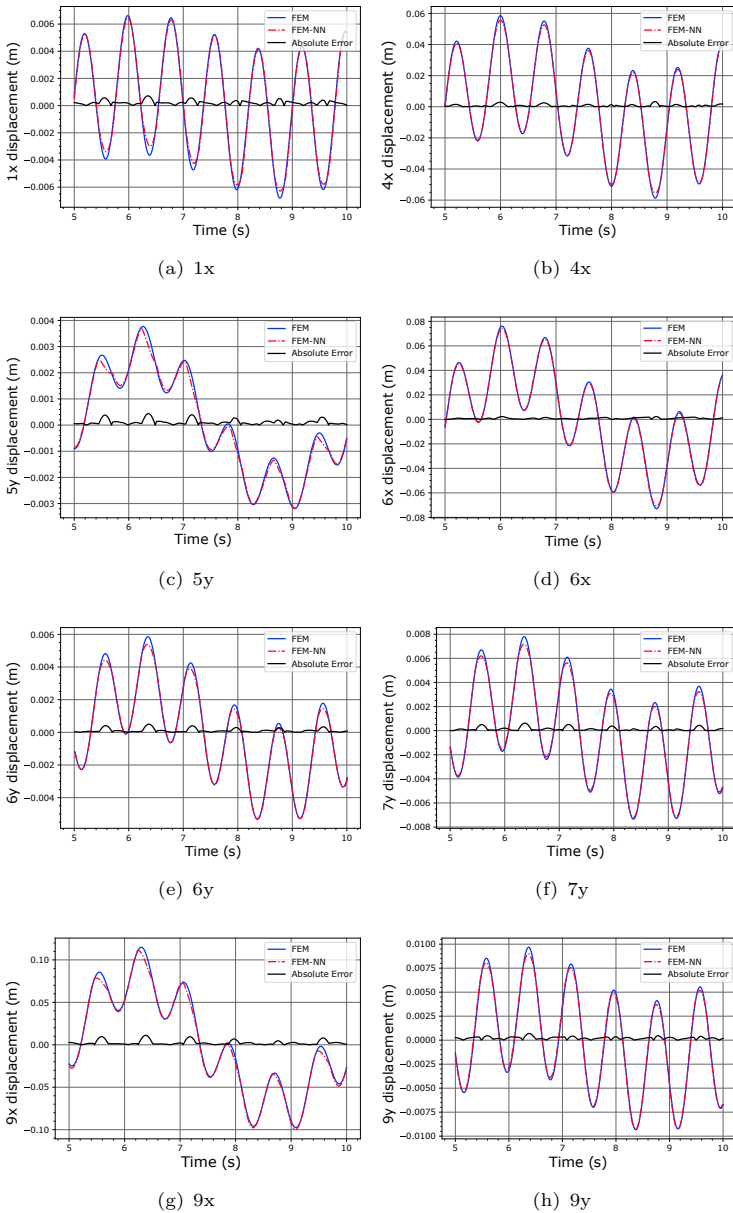 0.006
0.004
0.002
0.000
−0.002
−0.004
−0.006
1x displacement (m)
FEM
FEM-NN
Absolute Error
5 6 7 8 9 10
Time (s)
(a) 1x
0.06
0.04
0.02
0.00
−0.02
−0.04
−0.06
4x displacement (m)
FEM
FEM-NN
Absolute Error
5 6 7 8 9 10
Time (s)
(b) 4x
0.004
0.003
0.002
0.001
0.000
−0.001
−0.002
−0.003
5y displacement (m)
FEM
FEM-NN
Absolute Error
5 6 7 8 9 10
Time (s)
(c) 5y
0.08
0.06
0.04
0.02
0.00
−0.02
−0.04
−0.06
−0.08
6x displacement (m)
FEM
FEM-NN
Absolute Error
5 6 7 8 9 10
Time (s)
(d) 6x
0.006
0.004
0.002
0.000
−0.002
−0.004
6y displacement (m)
FEM
FEM-NN
Absolute Error
5 6 7 8 9 10
Time (s)
(e) 6y
0.008
0.006
0.004
0.002
0.000
−0.002
−0.004
−0.006
−0.008
7y displacement (m)
FEM
FEM-NN
Absolute Error
5 6 7 8 9 10
Time (s)
(f) 7y
0.10
0.05
0.00
−0.05
−0.10
9x displacement (m)
FEM
FEM-NN
Absolute Error
5 6 7 8 9 10
Time (s)
(g) 9x
0.0100
0.0075
0.0050
0.0025
0.0000
−0.0025
−0.0050
−0.0075
−0.0100
9y displacement (m)
FEM
FEM-NN
Absolute Error
5 6 7 8 9 10
Time (s)
(h) 9y